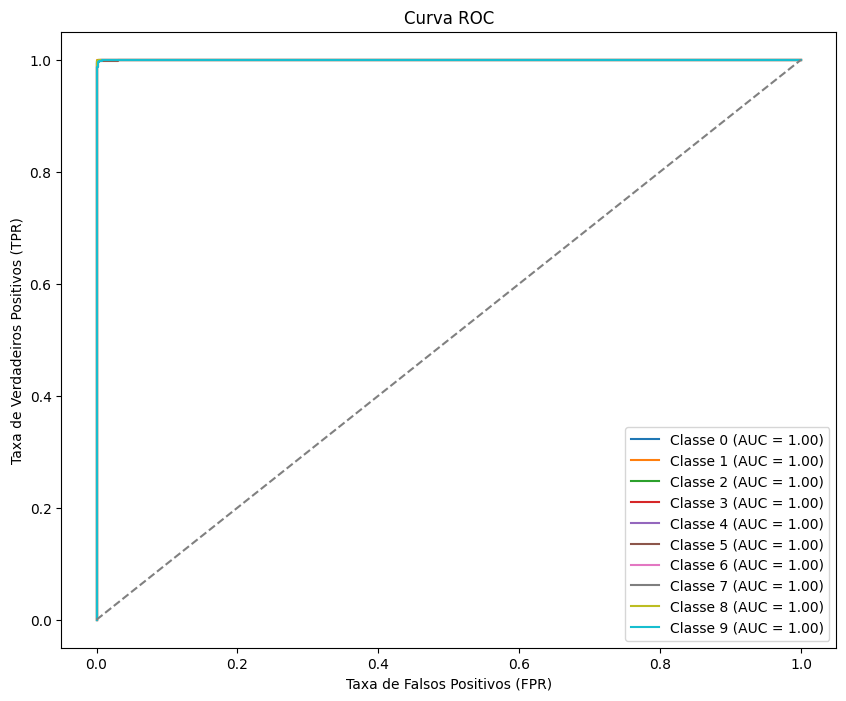 Curva ROC
1.0
0.8
0.6
0.4
0.2
0.0
Taxa de Verdadeiros Positivos (TPR)
Classe 0 (AUC = 1.00)
Classe 1 (AUC = 1.00)
Classe 2 (AUC = 1.00)
Classe 3 (AUC = 1.00)
Classe 4 (AUC = 1.00)
Classe 5 (AUC = 1.00)
Classe 6 (AUC = 1.00)
Classe 7 (AUC = 1.00)
Classe 8 (AUC = 1.00)
Classe 9 (AUC = 1.00)
0.0 0.2 0.4 0.6 0.8 1.0
Taxa de Falsos Positivos (FPR)